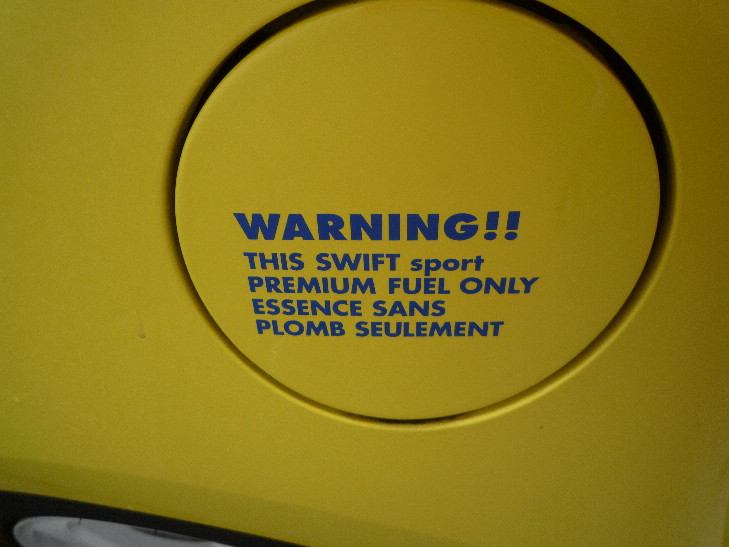 WARNING!!
THIS SWIFT sport
PREMIUM FUEL ONLY
ESSENCE SANS
PLOMB SEULEMENT